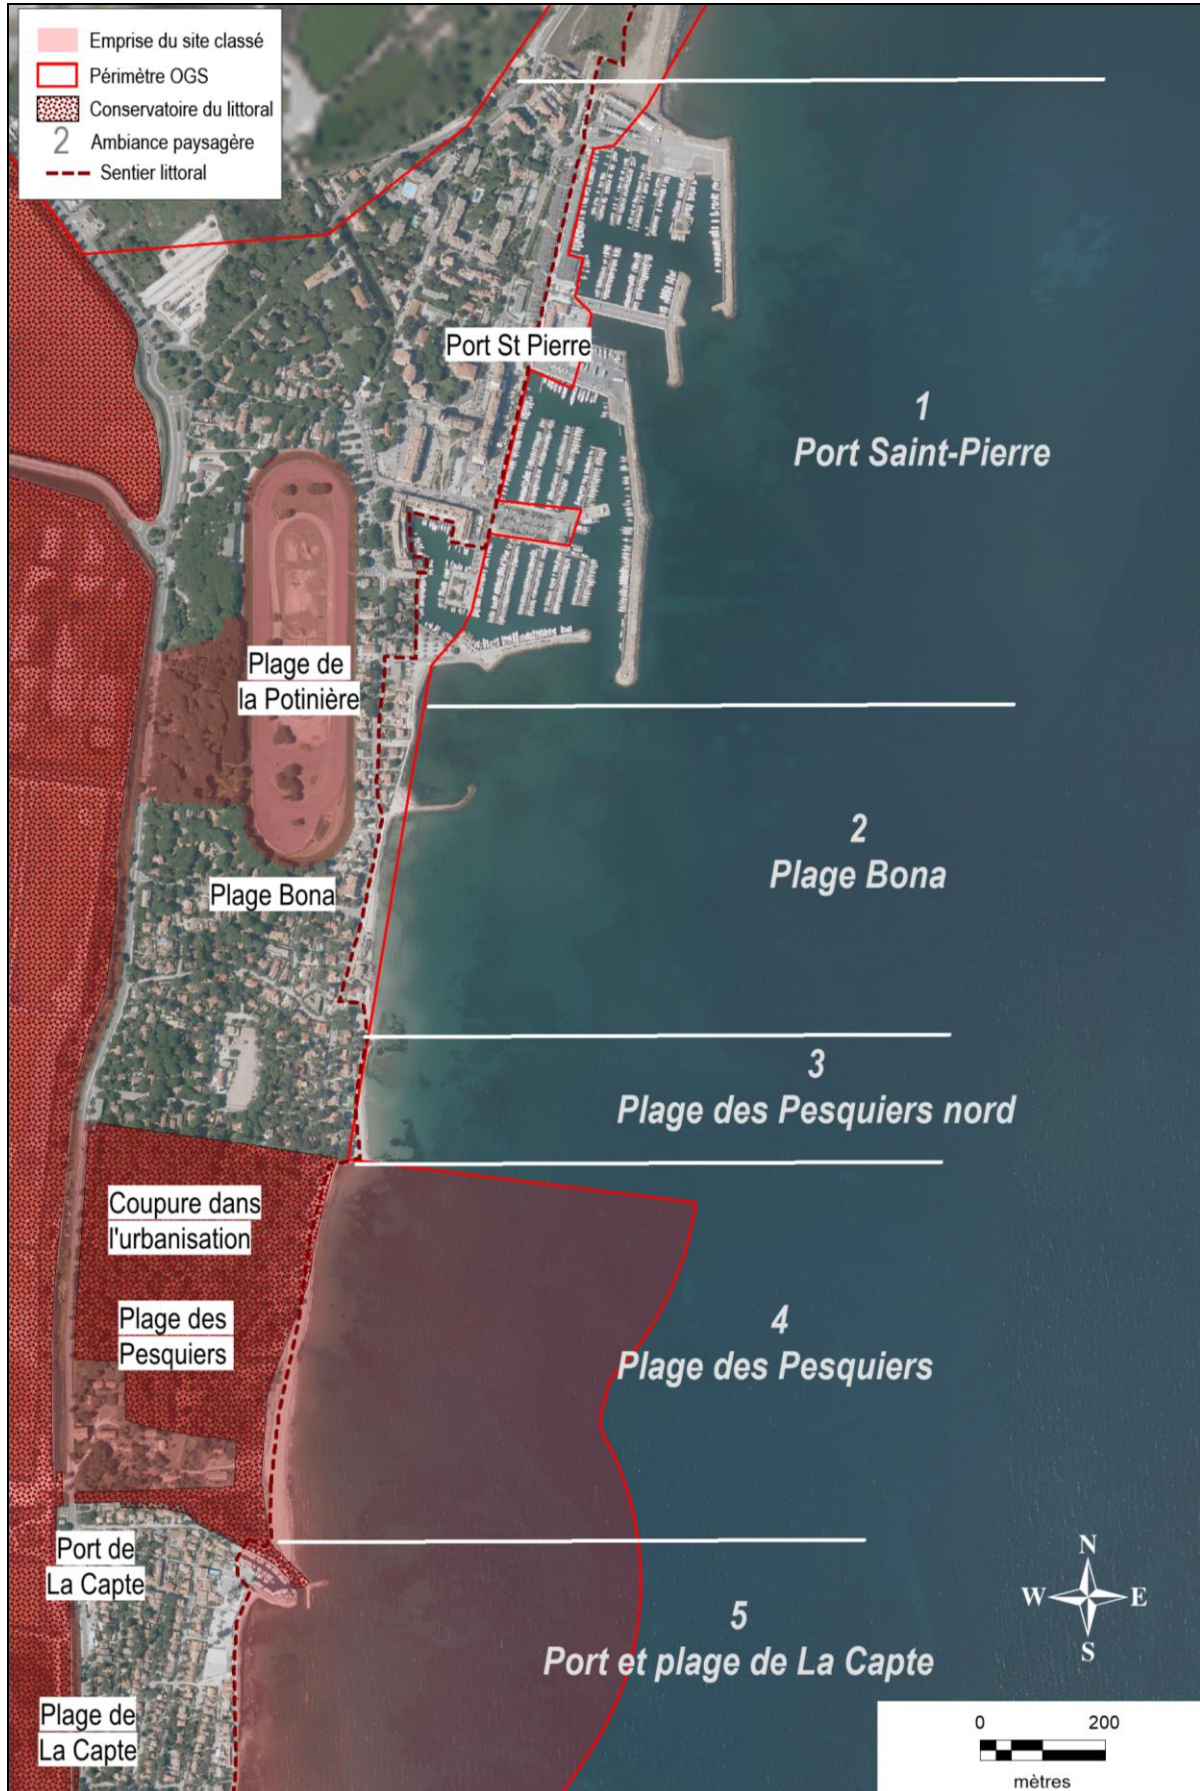 Emprise du site classé
Périmètre OGS
Conservatoire du littoral
2 Ambiance paysagère
Sentier littoral
Port St Pierre
1
Port Saint-Pierre
Plage de
la Potinière
2
Plage Bona
Plage Bona
3
Plage des Pesquiers nord
Coupure dans
l'urbanisation
Plage des
Pesquiers
4
Plage des Pesquiers
Port de
La Capte
N
W E
S
5
Port et plage de La Capte
Plage de
La Capte
0 200
mètres